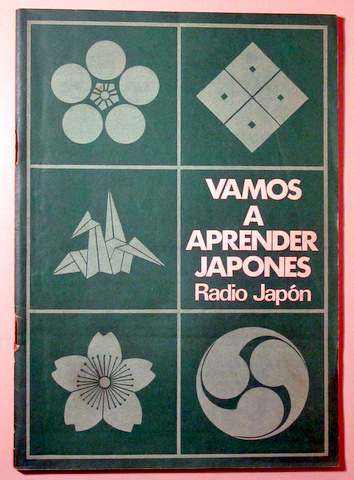 VAMOS
A
APRENDER
JAPONES
Radio Japón